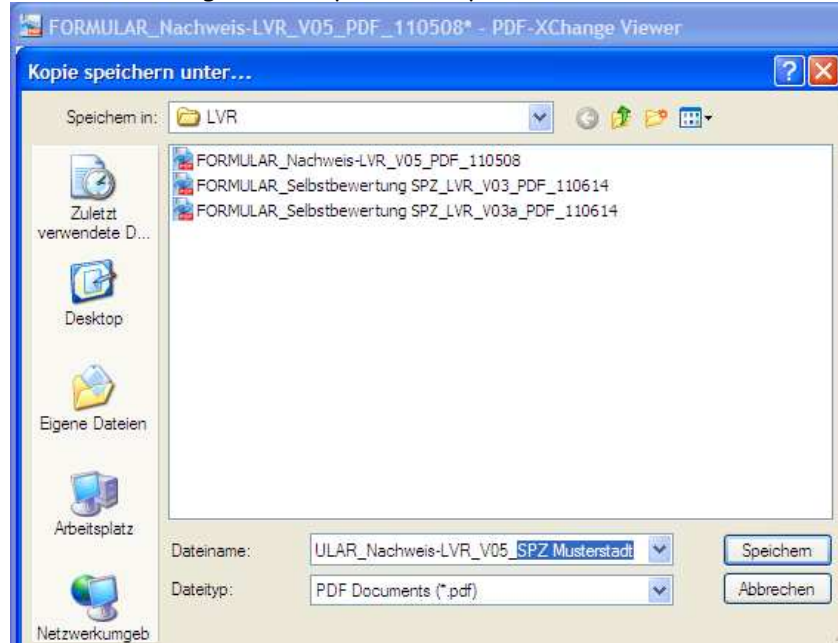 FORMULAR_Nachweis-LVR_V05_PDF_110508* - PDF-XChange Viewer
Kopie speichern unter...
Speichern in: LVR
FORMULAR_Nachweis-LVR_V05_PDF_110508
FORMULAR_Selbstbewertung SPZ_LVR_V03_PDF_110614
FORMULAR_Selbstbewertung SPZ_LVR_V03a_PDF_110614
Zuletzt
verwendete D...
Desktop
Eigene Dateien
Arbeitsplatz
Netzwerkumgeb
Dateiname: ULAR_Nachweis-LVR_V05_SPZ Musterstadt Speichern
Dateityp: PDF Documents (*.pdf) Abbrechen